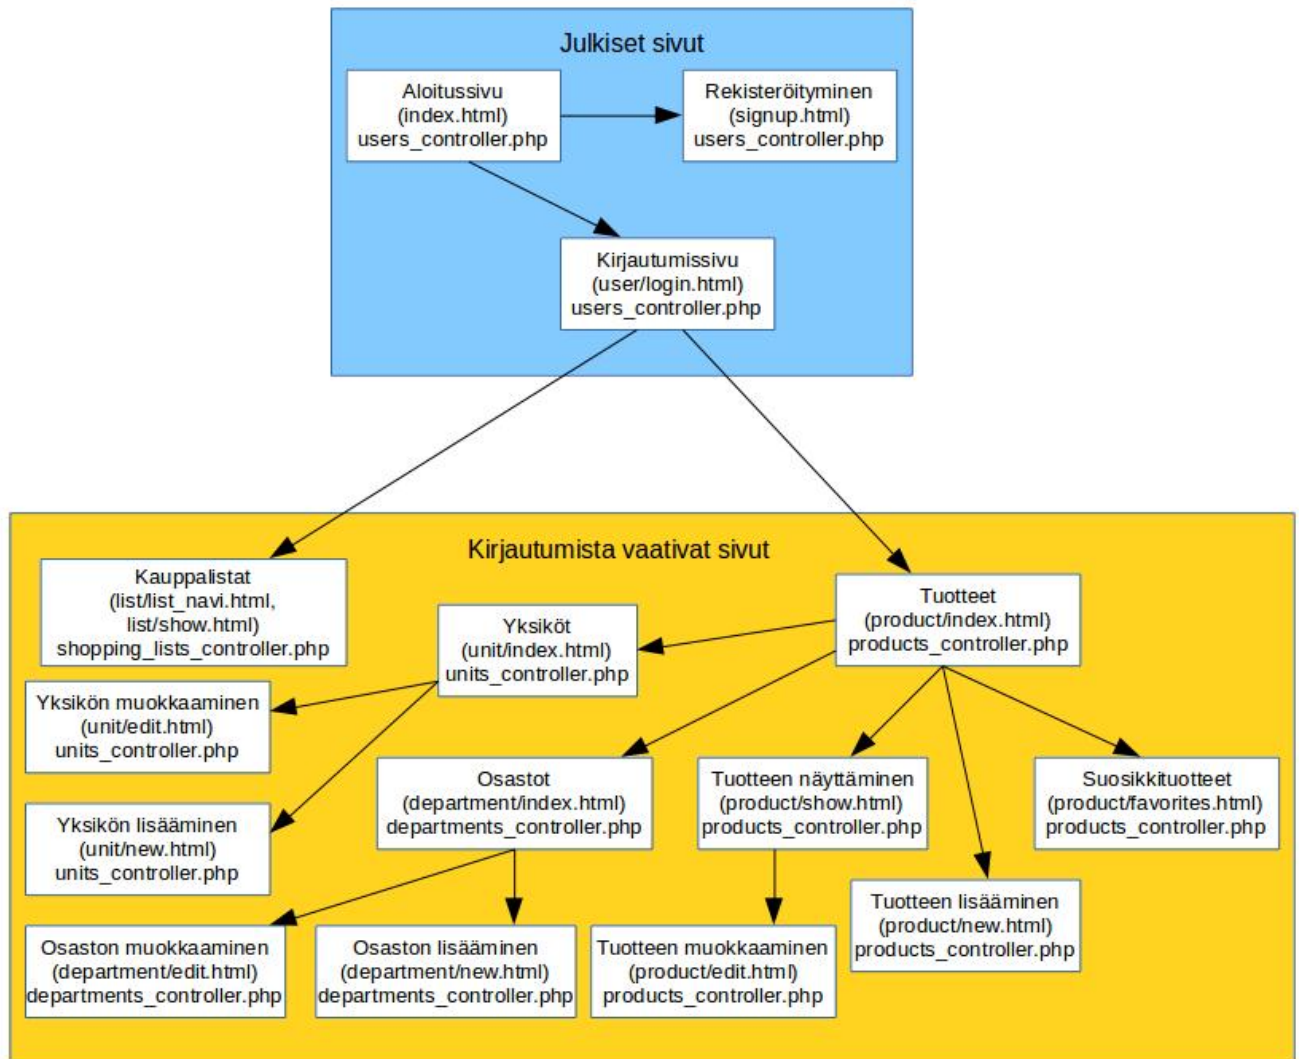 Julkiset sivut
Aloitussivu
(index.html)
users_controller.php
Rekisteröityminen
(signup.html)
users_controller.php
Kirjautumissivu
(user/login.html)
users_controller.php
Kirjautumista vaativat sivut
Kauppalistat
(list/list_navi.html,
list/show.html)
shopping_lists_controller.php
Yksiköt
(unit/index.html)
units_controller.php
Tuotteet
(product/index.html)
products_controller.php
Yksikön muokkaaminen
(unit/edit.html)
units_controller.php
Osastot
(department/index.html)
departments_controller.php
Tuotteen näyttäminen
(product/show.html)
products_controller.php
Suosikkituotteet
(product/favorites.html)
products_controller.php
Yksikön lisääminen
(unit/new.html)
units_controller.php
Tuotteen lisääminen
(product/new.html)
products_controller.php
Osaston muokkaaminen
(department/edit.html)
departments_controller.php
Osaston lisääminen
(department/new.html)
departments_controller.php
Tuotteen muokkaaminen
(product/edit.html)
products_controller.php